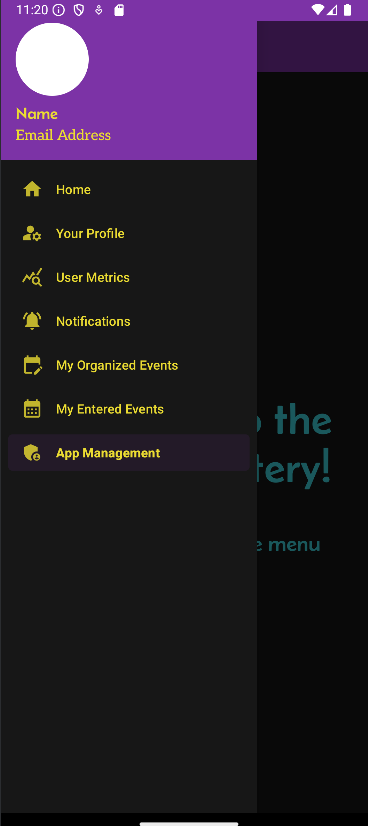 11:20
Name
Email Address
Home
Your Profile
User Metrics
Notifications
My Organized Events
My Entered Events
App Management
the
tery!
menu